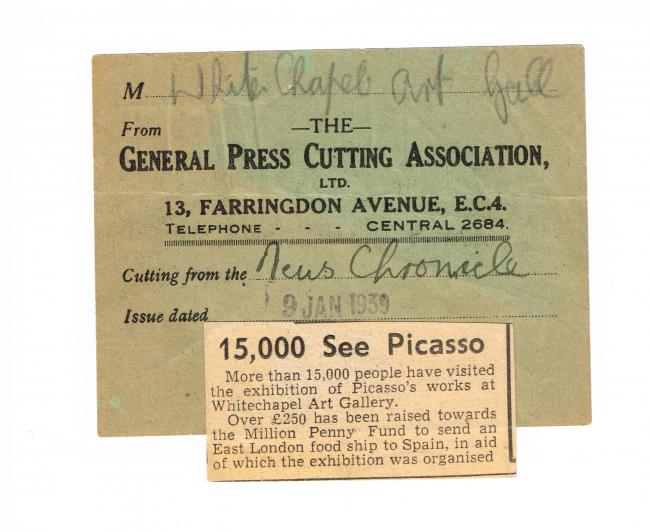 M White Chapel Art Gall
From —THE—
GENERAL PRESS CUTTING ASSOCIATION,
LTD.
13, FARRINGDON AVENUE, E.C.4.
TELEPHONE - - - CENTRAL 2684.
Cutting from the News Chronicle
Issue dated 9 JAN 1939
15,000 See Picasso
More than 15,000 people have visited
the exhibition of Picasso's works at
Whitechapel Art Gallery.
Over £250 has been raised towards
the Million Penny Fund to send an
East London food ship to Spain, in aid
of which the exhibition was organised